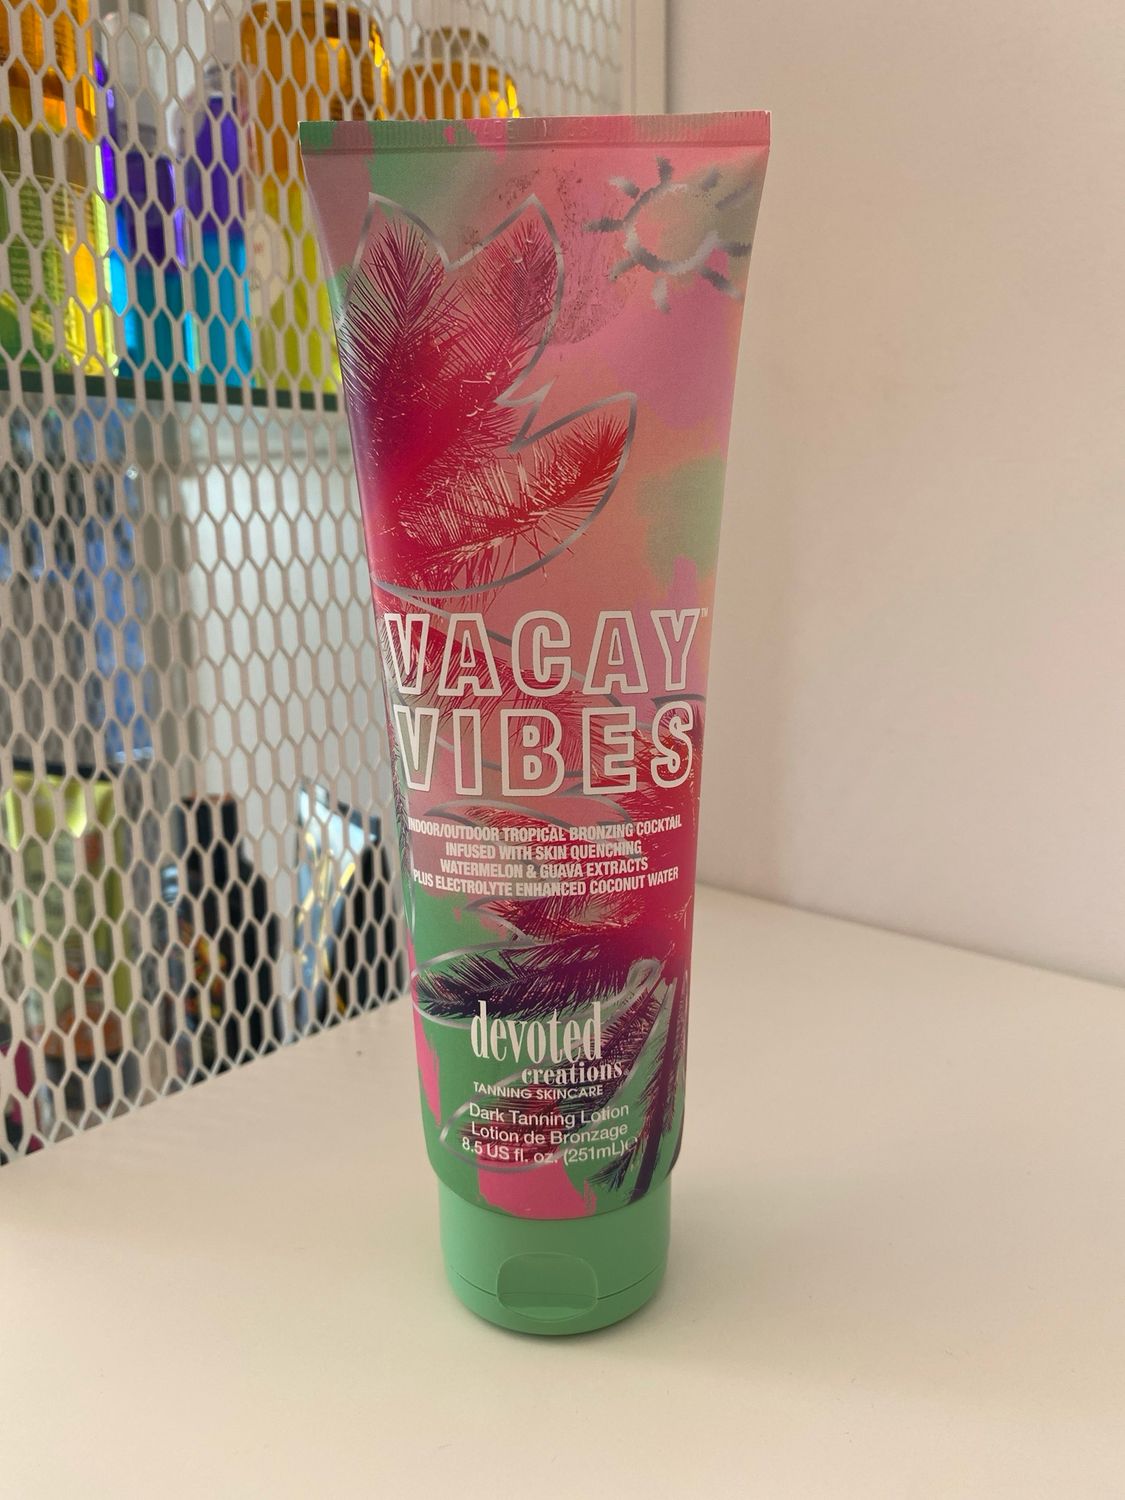 VACAY™
VIBES
INDOOR/OUTDOOR TROPICAL BRONZING COCKTAIL
INFUSED WITH SKIN QUENCHING
WATERMELON & GUAVA EXTRACTS
PLUS ELECTROLYTE ENHANCED COCONUT WATER
devoted
creations
TANNING SKINCARE
Dark Tanning Lotion
Lotion de Bronzage
8.5 US fl. oz. (251mL)